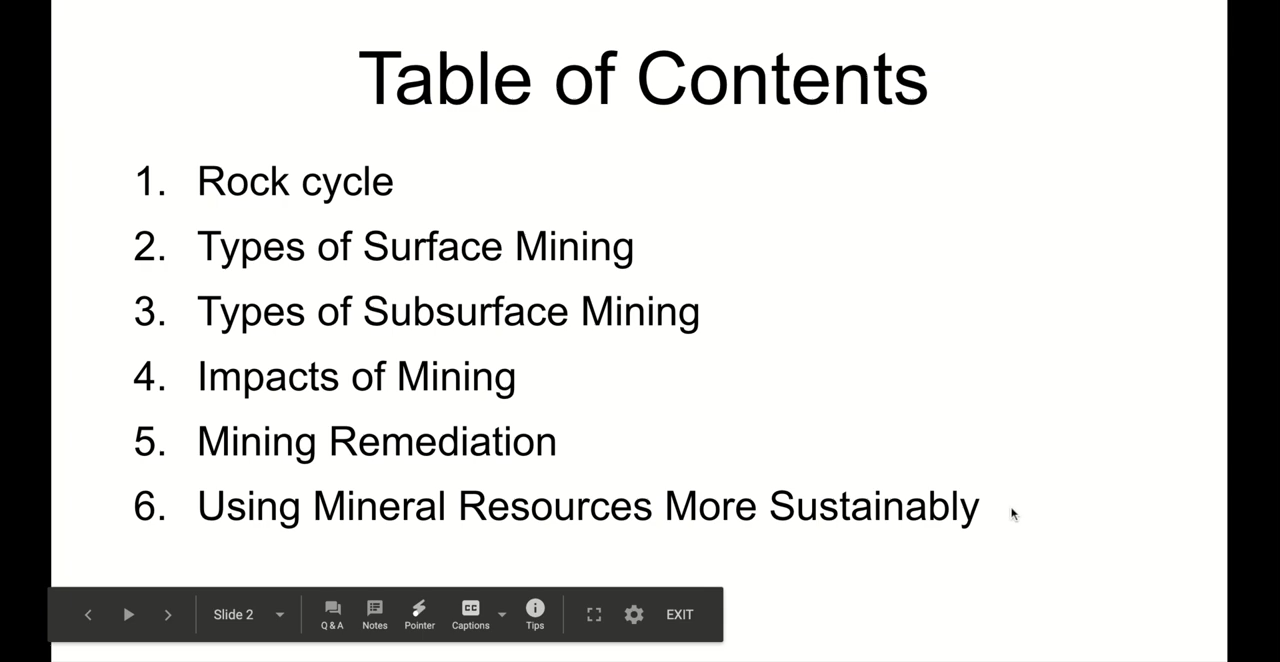 Table of Contents
1. Rock cycle
2. Types of Surface Mining
3. Types of Subsurface Mining
4. Impacts of Mining
5. Mining Remediation
6. Using Mineral Resources More Sustainably
Slide 2
Q & A
Notes
Pointer
CC
Captions
Tips
EXIT